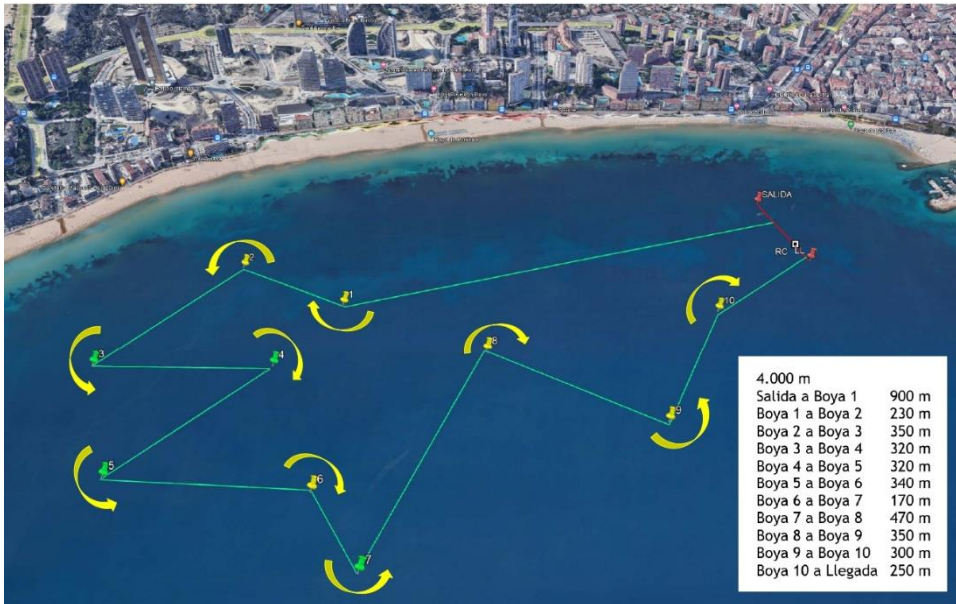 SALIDA
RC LL
2
1
10
3
4
8
9
5
6
7
4.000 m
Salida a Boya 1 900 m
Boya 1 a Boya 2 230 m
Boya 2 a Boya 3 350 m
Boya 3 a Boya 4 320 m
Boya 4 a Boya 5 320 m
Boya 5 a Boya 6 340 m
Boya 6 a Boya 7 170 m
Boya 7 a Boya 8 470 m
Boya 8 a Boya 9 350 m
Boya 9 a Boya 10 300 m
Boya 10 a Llegada 250 m